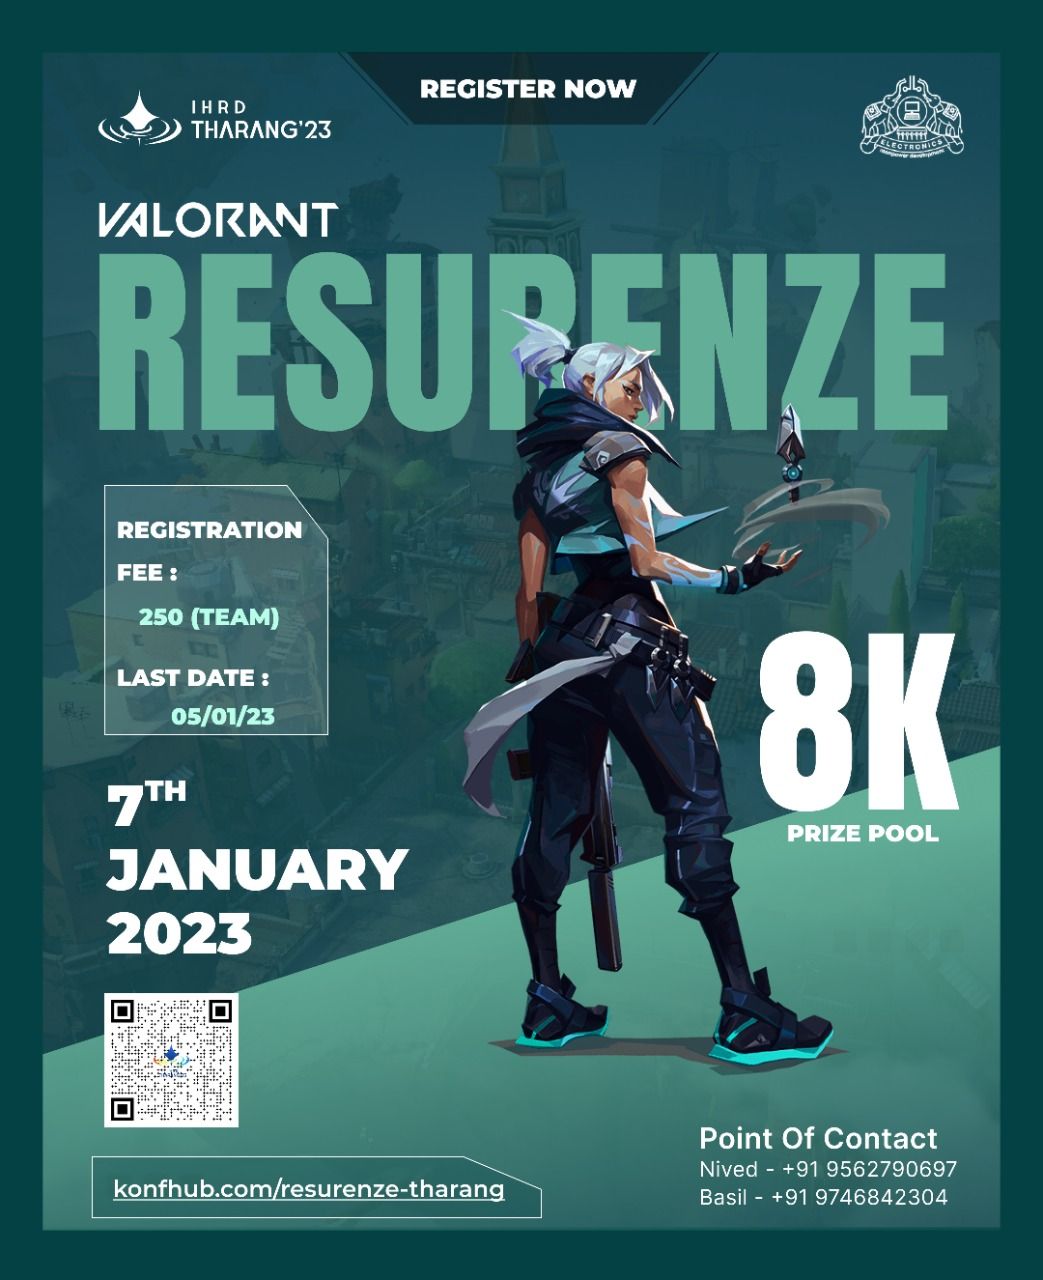 REGISTER NOW
IHRD
THARANG'23
ELECTRONICS
VALORANT
RESURENZE
REGISTRATION
FEE :
250 (TEAM)
LAST DATE :
05/01/23
8K
PRIZE POOL
7TH
JANUARY
2023
Point Of Contact
Nived - +91 9562790697
Basil - +91 9746842304
konfhub.com/resurenze-tharang